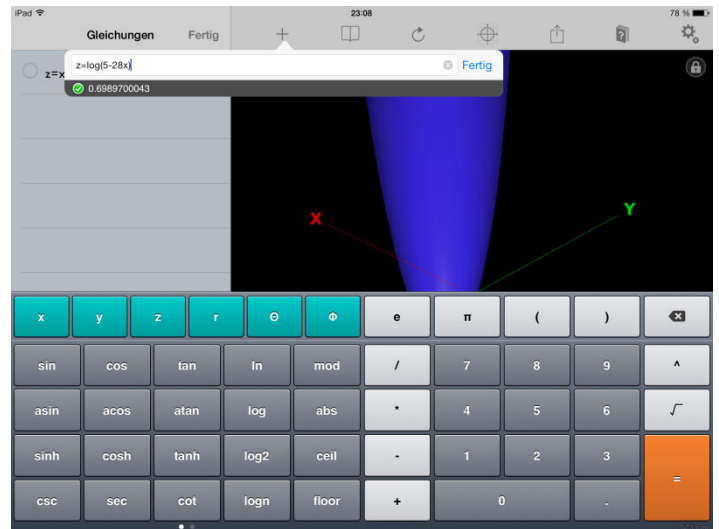 iPad 23:08 78 %
Gleichungen Fertig +
z=x
z=log(5-28x) Fertig
0.6989700043
X Y
x y z r Θ Φ e π ( )
sin cos tan ln mod / 7 8 9 ^
asin acos atan log abs * 4 5 6 √
sinh cosh tanh log2 ceil - 1 2 3
=
csc sec cot logn floor + 0 .